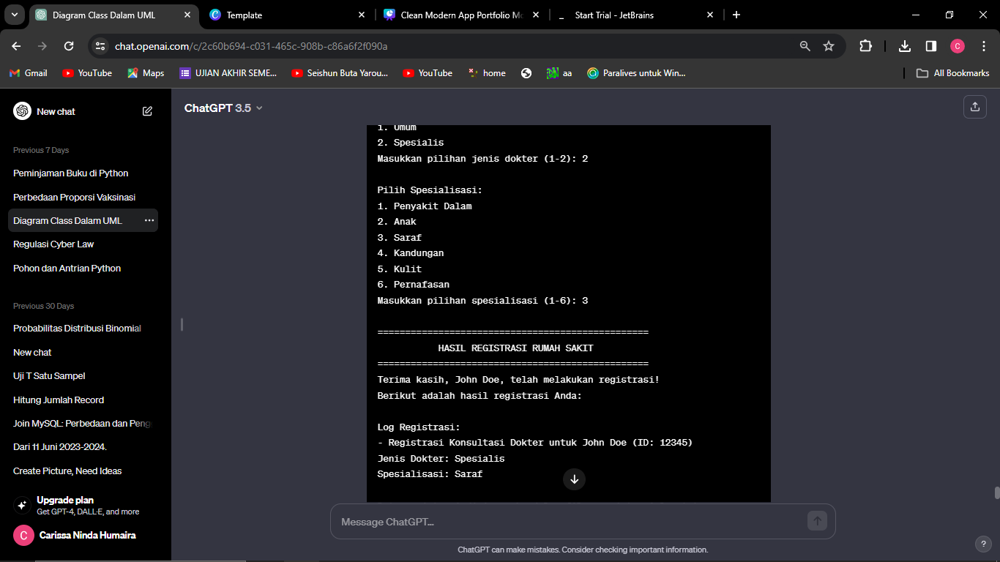 Diagram Class Dalam UML
Template
Clean Modern App Portfolio Mo
Start Trial - JetBrains
chat.openai.com/c/2c60b694-c031-465c-908b-c86a6f2f090a
C
Gmail
YouTube
Maps
UJIAN AKHIR SEME...
Seishun Buta Yarou...
YouTube
home
aa
Paralives untuk Win...
All Bookmarks
New chat
Previous 7 Days
Peminjaman Buku di Python
Perbedaan Proporsi Vaksinasi
Diagram Class Dalam UML
Regulasi Cyber Law
Pohon dan Antrian Python
Previous 30 Days
Probabilitas Distribusi Binomial
New chat
Uji T Satu Sampel
Hitung Jumlah Record
Join MySQL: Perbedaan dan Peng
Dari 11 Juni 2023-2024.
Create Picture, Need Ideas
Upgrade plan
Get GPT-4, DALL·E, and more
C
Carissa Ninda Humaira
ChatGPT 3.5
1. Umum
2. Spesialis
Masukkan pilihan jenis dokter (1-2): 2
Pilih Spesialisasi:
1. Penyakit Dalam
2. Anak
3. Saraf
4. Kandungan
5. Kulit
6. Pernafasan
Masukkan pilihan spesialisasi (1-6): 3
=================================================
HASIL REGISTRASI RUMAH SAKIT
=================================================
Terima kasih, John Doe, telah melakukan registrasi!
Berikut adalah hasil registrasi Anda:
Log Registrasi:
- Registrasi Konsultasi Dokter untuk John Doe (ID: 12345)
Jenis Dokter: Spesialis
Spesialisasi: Saraf
Message ChatGPT...
ChatGPT can make mistakes. Consider checking important information.
?